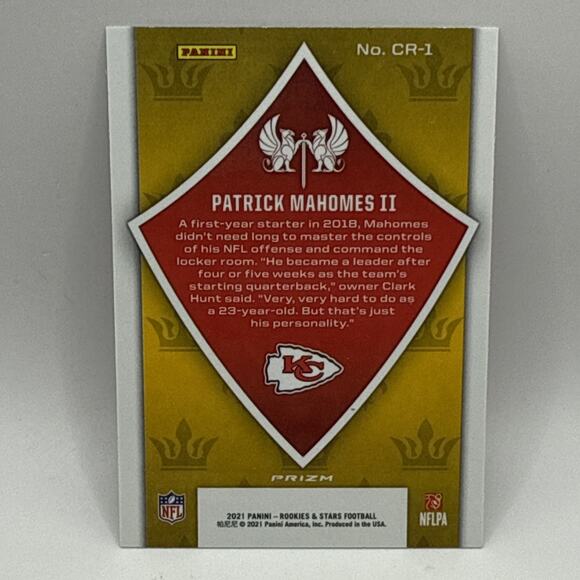 PANINI
No. CR-1
PATRICK MAHOMES II
A first-year starter in 2018, Mahomes
didn't need long to master the controls
of his NFL offense and command the
locker room. "He became a leader after
four or five weeks as the team's
starting quarterback," owner Clark
Hunt said. "Very, very hard to do as
a 23-year-old. But that's just
his personality."
KC
PRIZM
NFL
2021 PANINI – ROOKIES & STARS FOOTBALL
帕尼尼 © 2021 Panini America, Inc. Produced in the USA.
NFLPA